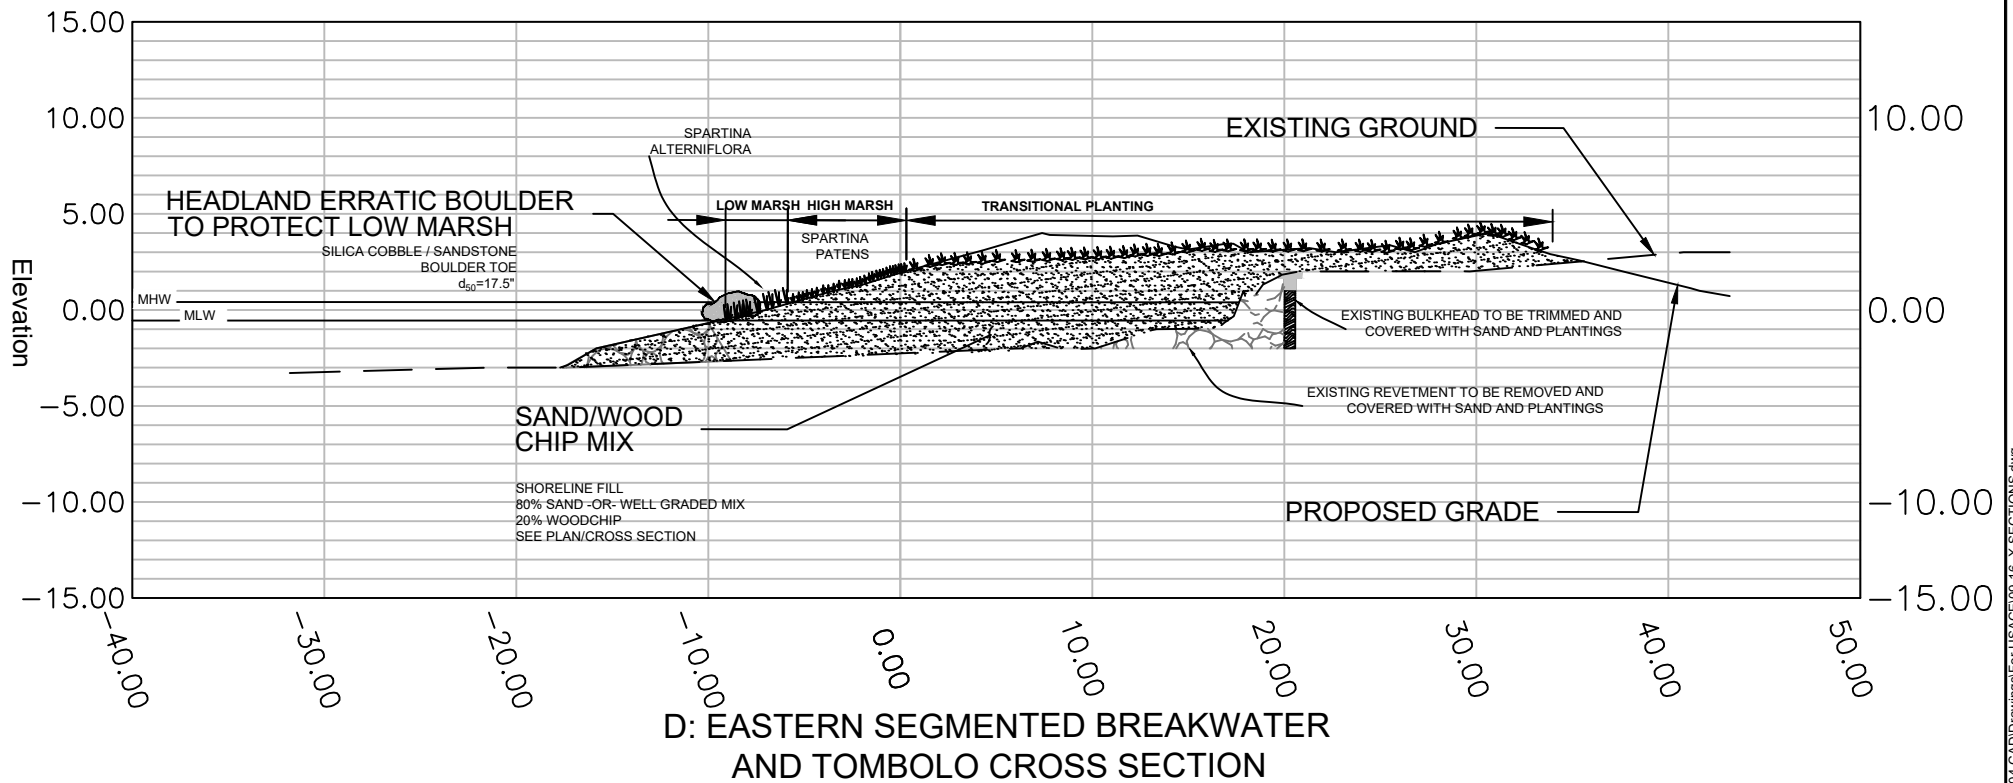 15.00
10.00
5.00
0.00
−5.00
−10.00
−15.00
Elevation
10.00
0.00
−10.00
−15.00
EXISTING GROUND
SPARTINA
ALTERNIFLORA
HEADLAND ERRATIC BOULDER
TO PROTECT LOW MARSH
SILICA COBBLE / SANDSTONE
BOULDER TOE
d50=17.5"
LOW MARSH
HIGH MARSH
TRANSITIONAL PLANTING
SPARTINA
PATENS
MHW
MLW
EXISTING BULKHEAD TO BE TRIMMED AND
COVERED WITH SAND AND PLANTINGS
EXISTING REVETMENT TO BE REMOVED AND
COVERED WITH SAND AND PLANTINGS
SAND/WOOD
CHIP MIX
SHORELINE FILL
80% SAND -OR- WELL GRADED MIX
20% WOODCHIP
SEE PLAN/CROSS SECTION
PROPOSED GRADE
−40.00
−30.00
−20.00
−10.00
0.00
10.00
20.00
30.00
40.00
50.00
D: EASTERN SEGMENTED BREAKWATER
AND TOMBOLO CROSS SECTION